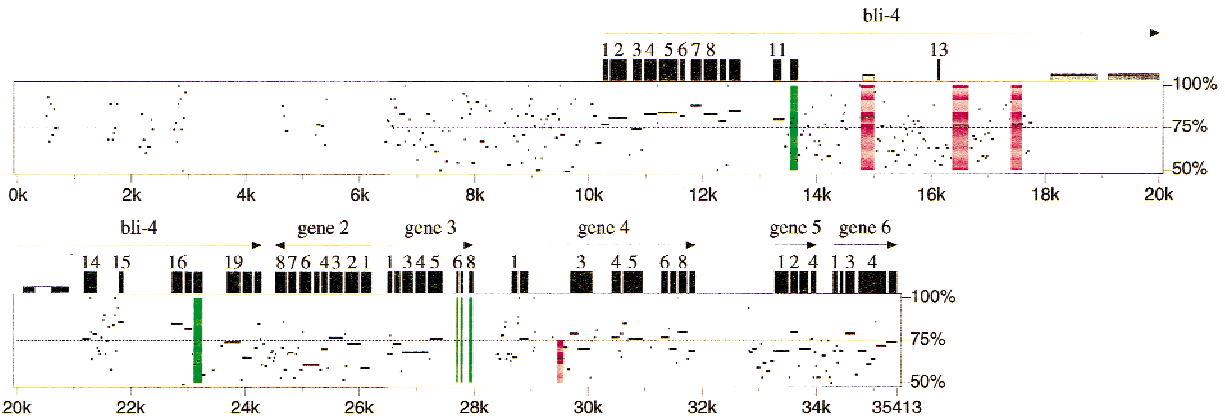 bli-4
1 2 3 4 5 6 7 8 11 13
100%
75%
50%
0k 2k 4k 6k 8k 10k 12k 14k 16k 18k 20k
bli-4 gene 2 gene 3 gene 4 gene 5 gene 6
14 15 16 19 8 7 6 4 3 2 1 1 3 4 5 6 8 1 3 4 5 6 8 1 2 4 1 3 4
100%
75%
50%
20k 22k 24k 26k 28k 30k 32k 34k 35413